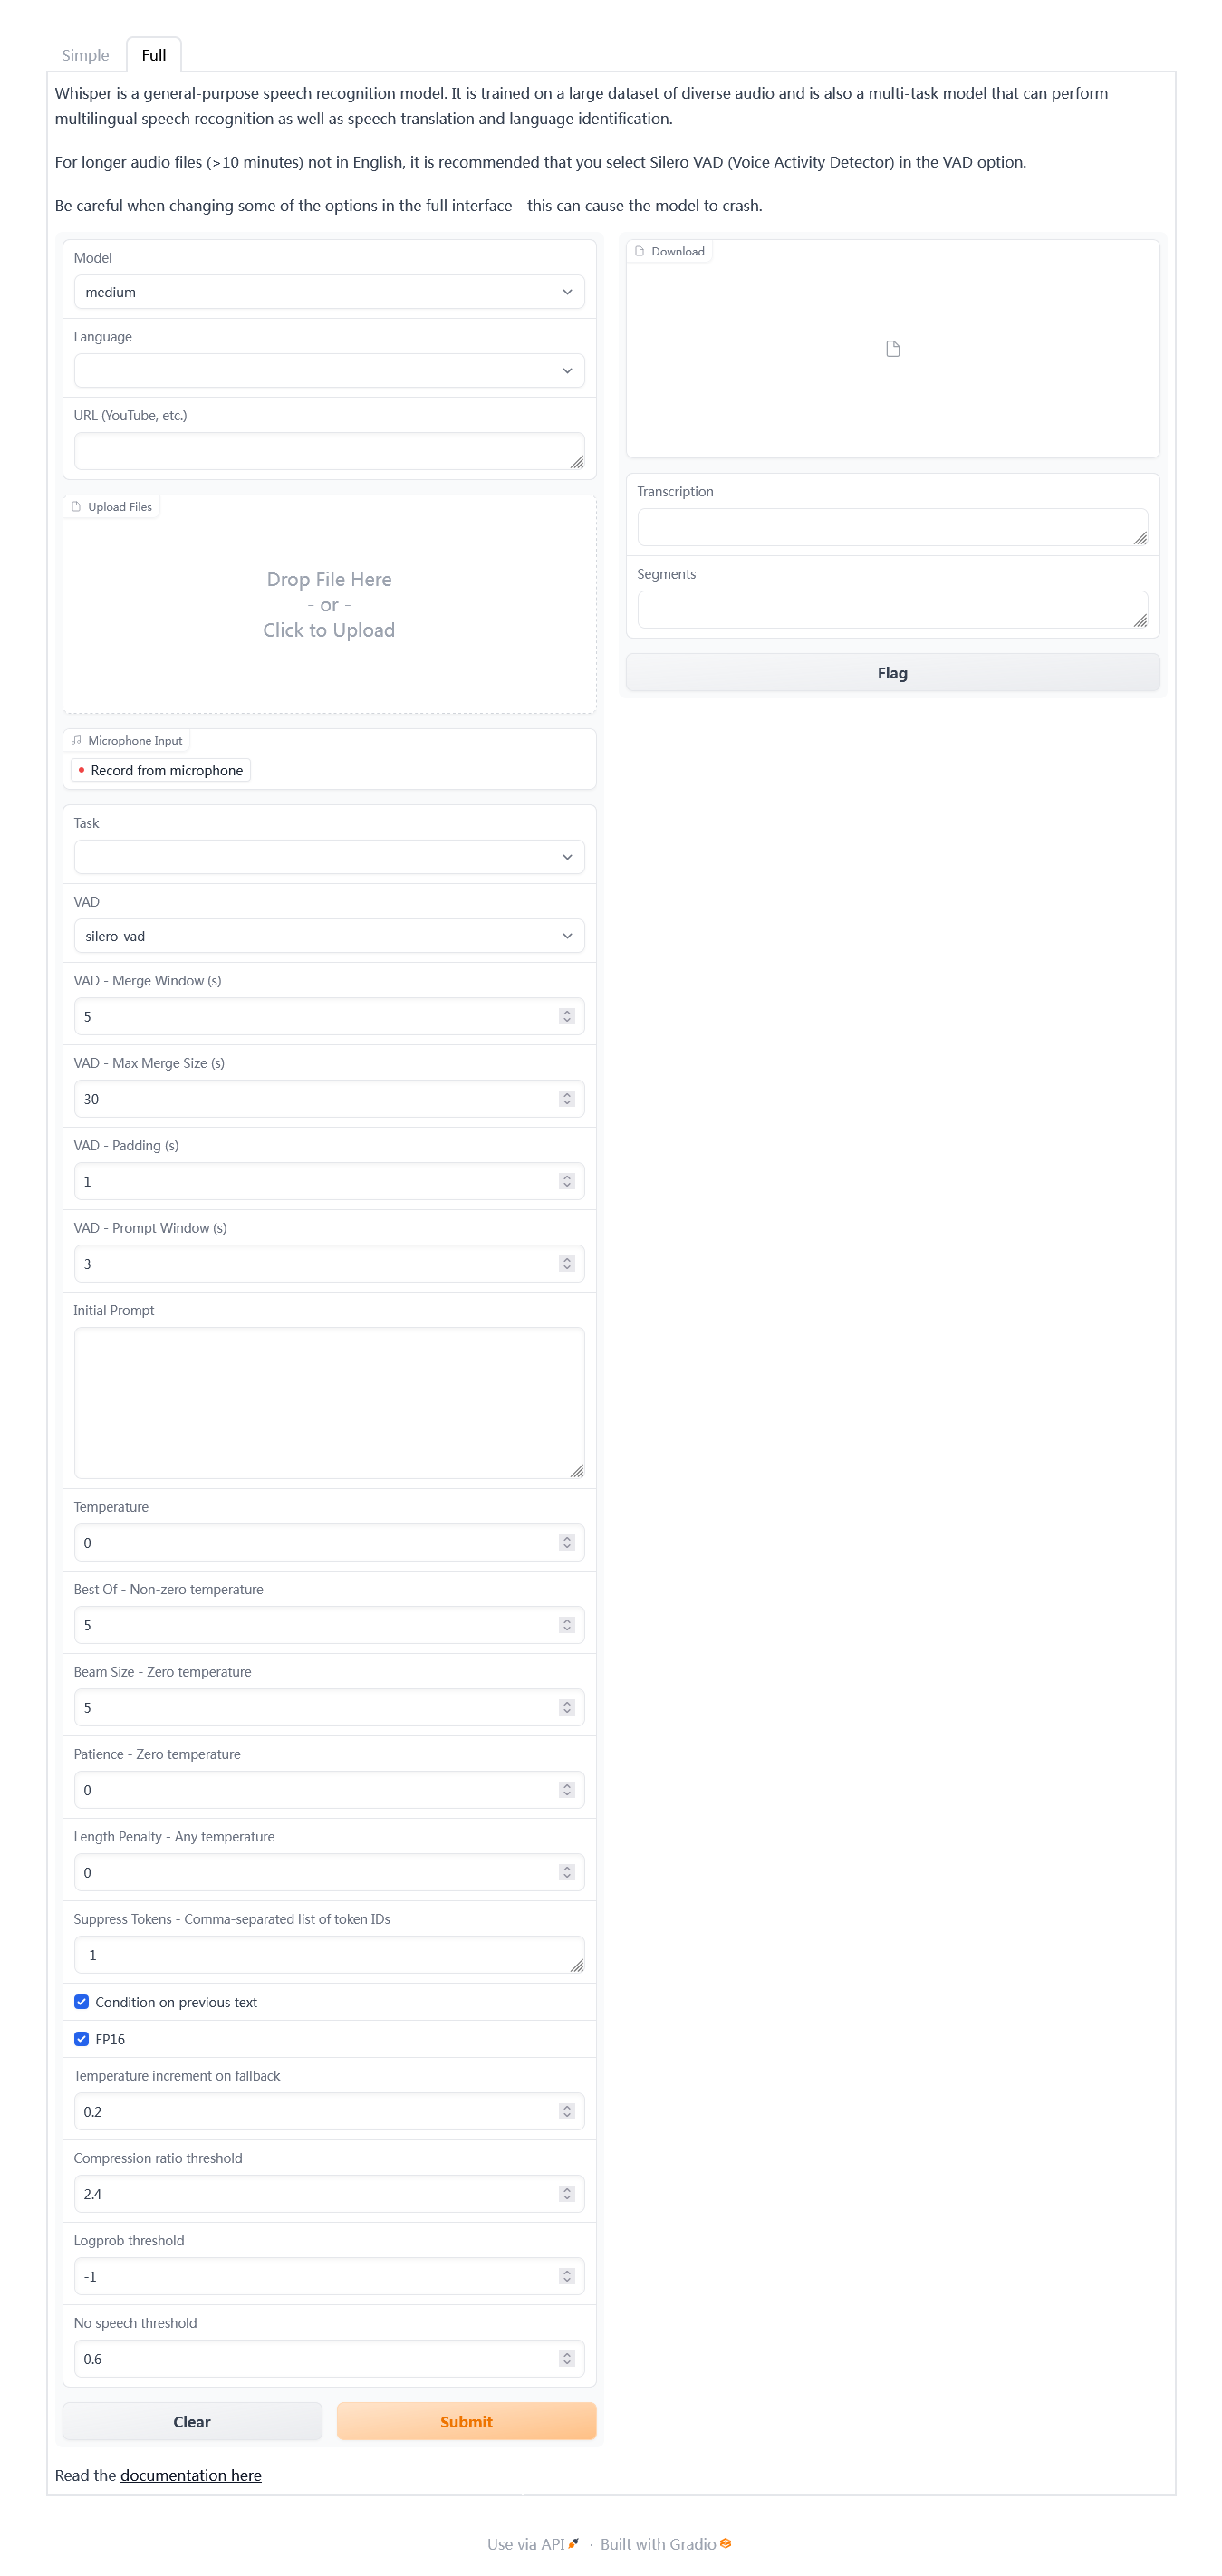 Simple
Full
Whisper is a general-purpose speech recognition model. It is trained on a large dataset of diverse audio and is also a multi-task model that can perform
multilingual speech recognition as well as speech translation and language identification.
For longer audio files (>10 minutes) not in English, it is recommended that you select Silero VAD (Voice Activity Detector) in the VAD option.
Be careful when changing some of the options in the full interface - this can cause the model to crash.
Model
medium
Language
URL (YouTube, etc.)
Upload Files
Drop File Here
- or -
Click to Upload
Microphone Input
Record from microphone
Task
VAD
silero-vad
VAD - Merge Window (s)
5
VAD - Max Merge Size (s)
30
VAD - Padding (s)
1
VAD - Prompt Window (s)
3
Initial Prompt
Temperature
0
Best Of - Non-zero temperature
5
Beam Size - Zero temperature
5
Patience - Zero temperature
0
Length Penalty - Any temperature
0
Suppress Tokens - Comma-separated list of token IDs
-1
Condition on previous text
FP16
Temperature increment on fallback
0.2
Compression ratio threshold
2.4
Logprob threshold
-1
No speech threshold
0.6
Clear
Submit
Download
Transcription
Segments
Flag
Read the documentation here
Use via API · Built with Gradio